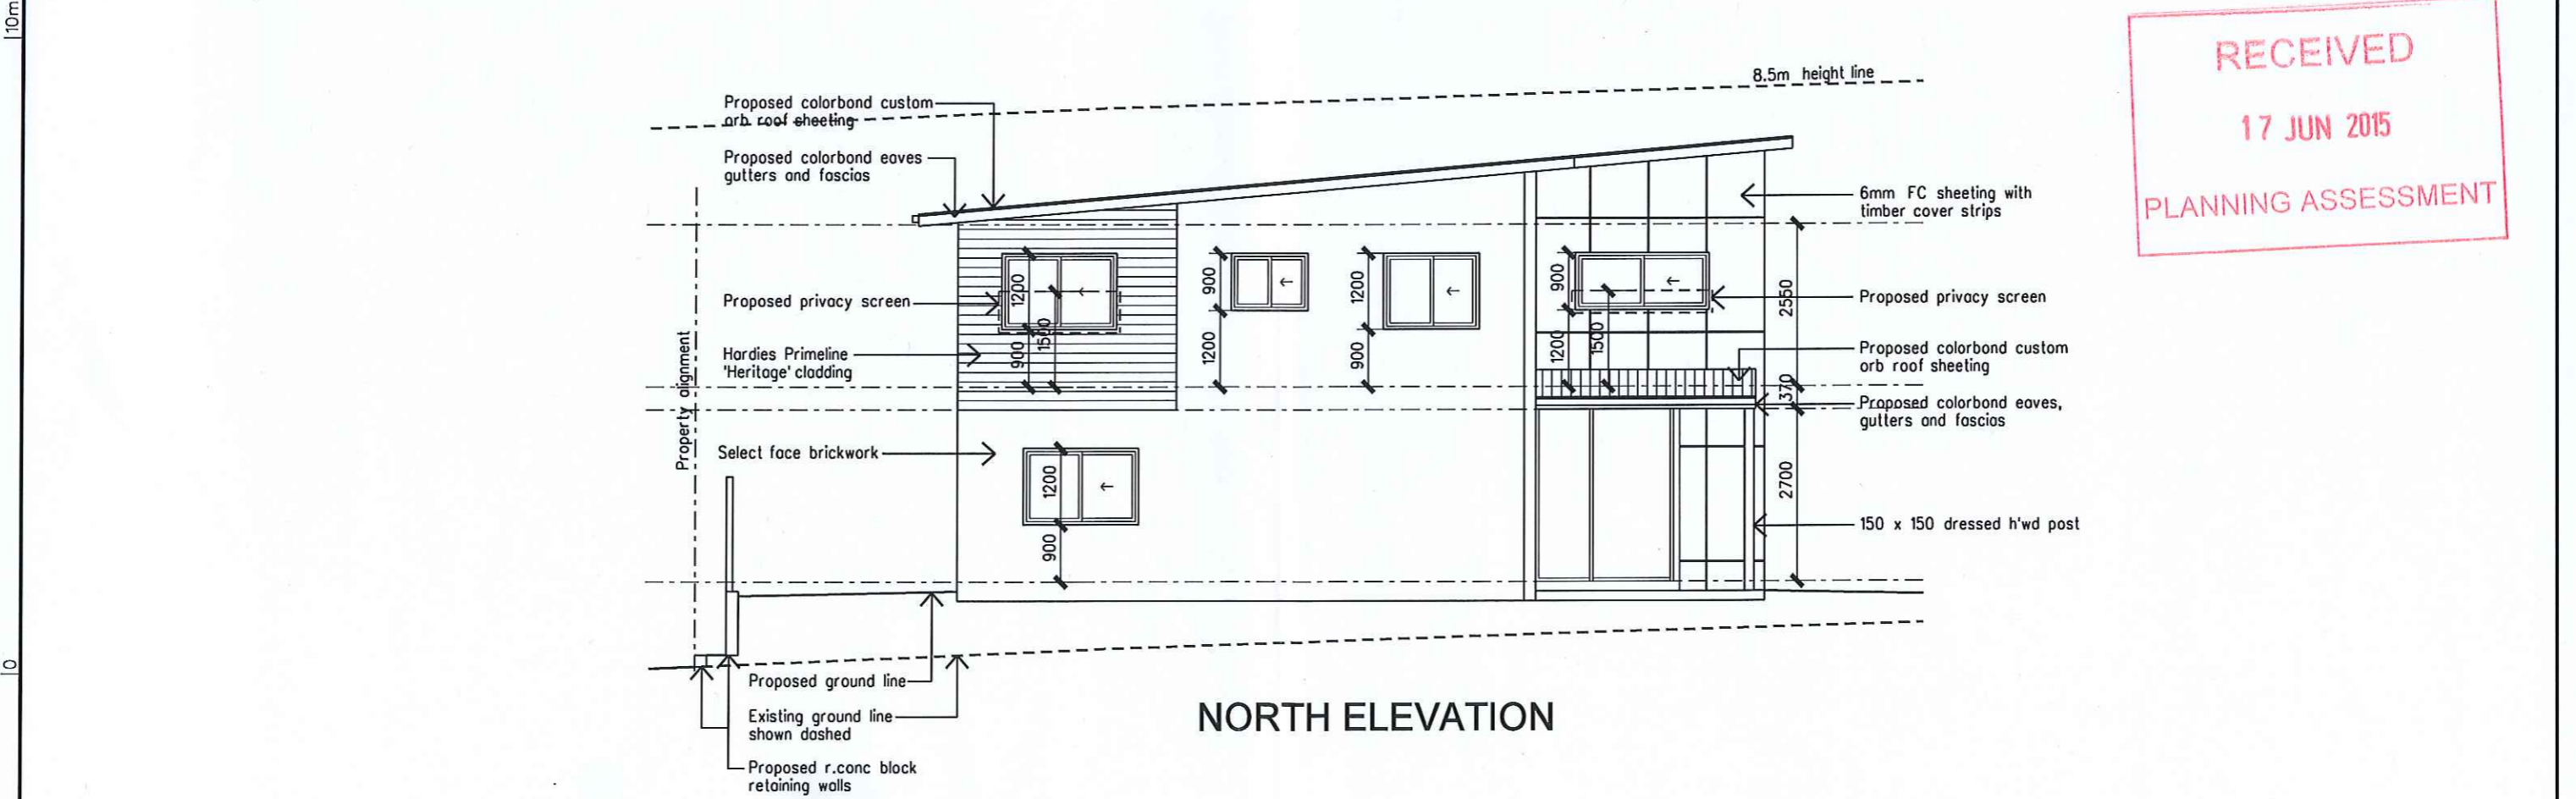 10m
0
8.5m height line
Proposed colorbond custom
orb roof sheeting
Proposed colorbond eaves
gutters and fascias
Proposed privacy screen
Hardies Primeline
'Heritage' cladding
Select face brickwork
Property alignment
Proposed ground line
Existing ground line
shown dashed
Proposed r.conc block
retaining walls
1200
900
1500
900
1200
1200
900
900
1200
1500
1200
900
2550
370
2700
6mm FC sheeting with
timber cover strips
Proposed privacy screen
Proposed colorbond custom
orb roof sheeting
Proposed colorbond eaves,
gutters and fascias
150 x 150 dressed h'wd post
NORTH ELEVATION
RECEIVED
17 JUN 2015
PLANNING ASSESSMENT